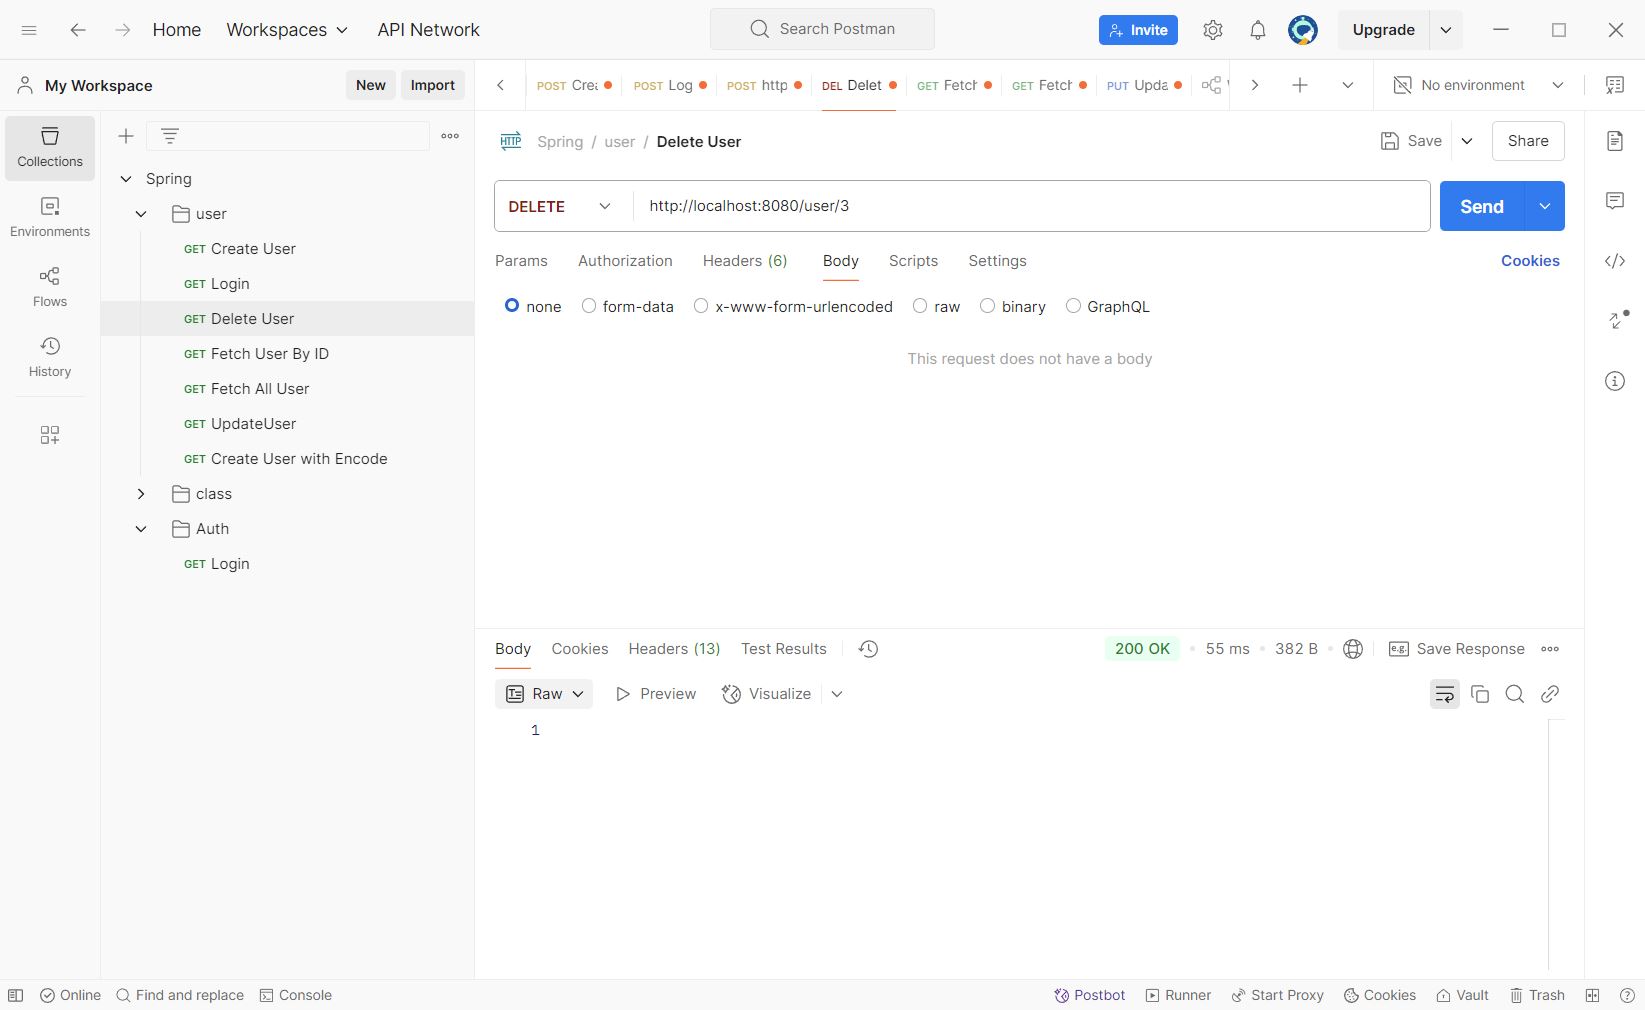 Home Workspaces API Network Search Postman Invite Upgrade
My Workspace New Import POST Crea POST Log POST http DEL Delet GET Fetch GET Fetch PUT Upda No environment
Collections
Environments
Flows
History
Spring
user
GET Create User
GET Login
GET Delete User
GET Fetch User By ID
GET Fetch All User
GET UpdateUser
GET Create User with Encode
class
Auth
GET Login
HTTP Spring / user / Delete User Save Share
DELETE http://localhost:8080/user/3 Send
Params Authorization Headers (6) Body Scripts Settings Cookies
none form-data x-www-form-urlencoded raw binary GraphQL
This request does not have a body
Body Cookies Headers (13) Test Results 200 OK 55 ms 382 B e.g. Save Response
Raw Preview Visualize
1
Online Find and replace Console Postbot Runner Start Proxy Cookies Vault Trash